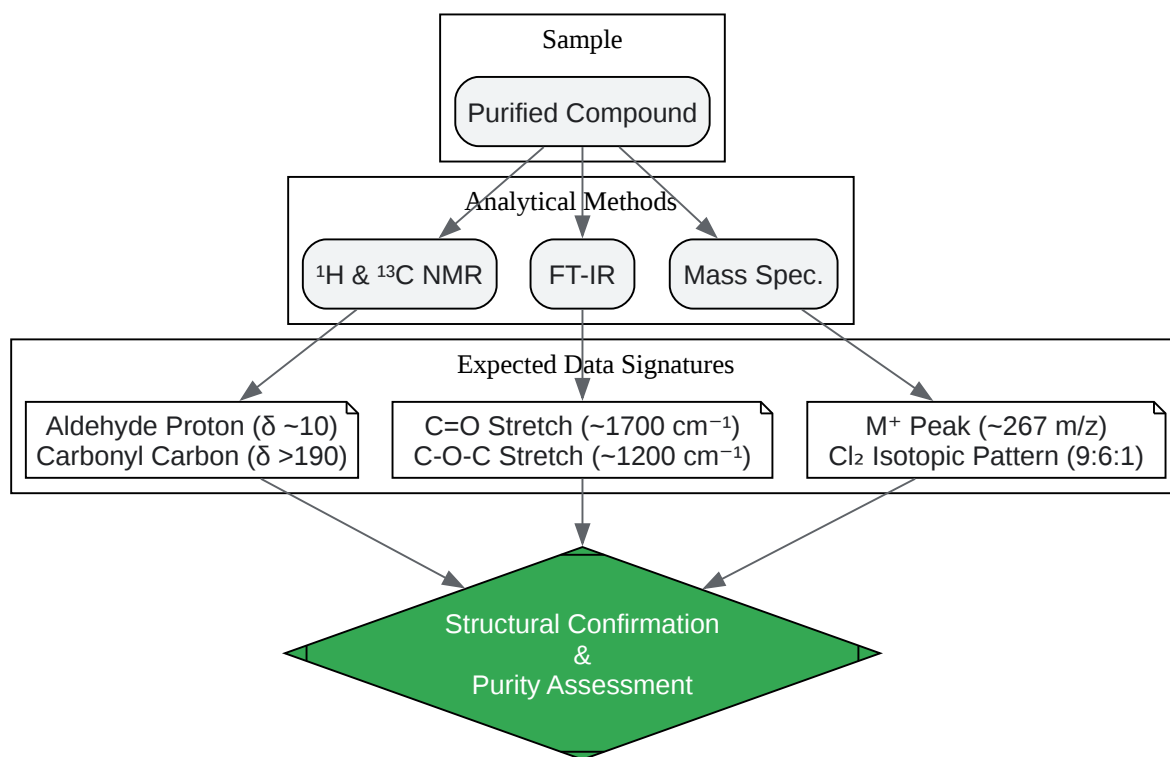 Sample
Purified Compound
Analytical Methods
¹H & ¹³C NMR
FT-IR
Mass Spec.
Expected Data Signatures
Aldehyde Proton (δ ~10)
Carbonyl Carbon (δ >190)
C=O Stretch (~1700 cm⁻¹)
C-O-C Stretch (~1200 cm⁻¹)
M⁺ Peak (~267 m/z)
Cl₂ Isotopic Pattern (9:6:1)
Structural Confirmation
&
Purity Assessment